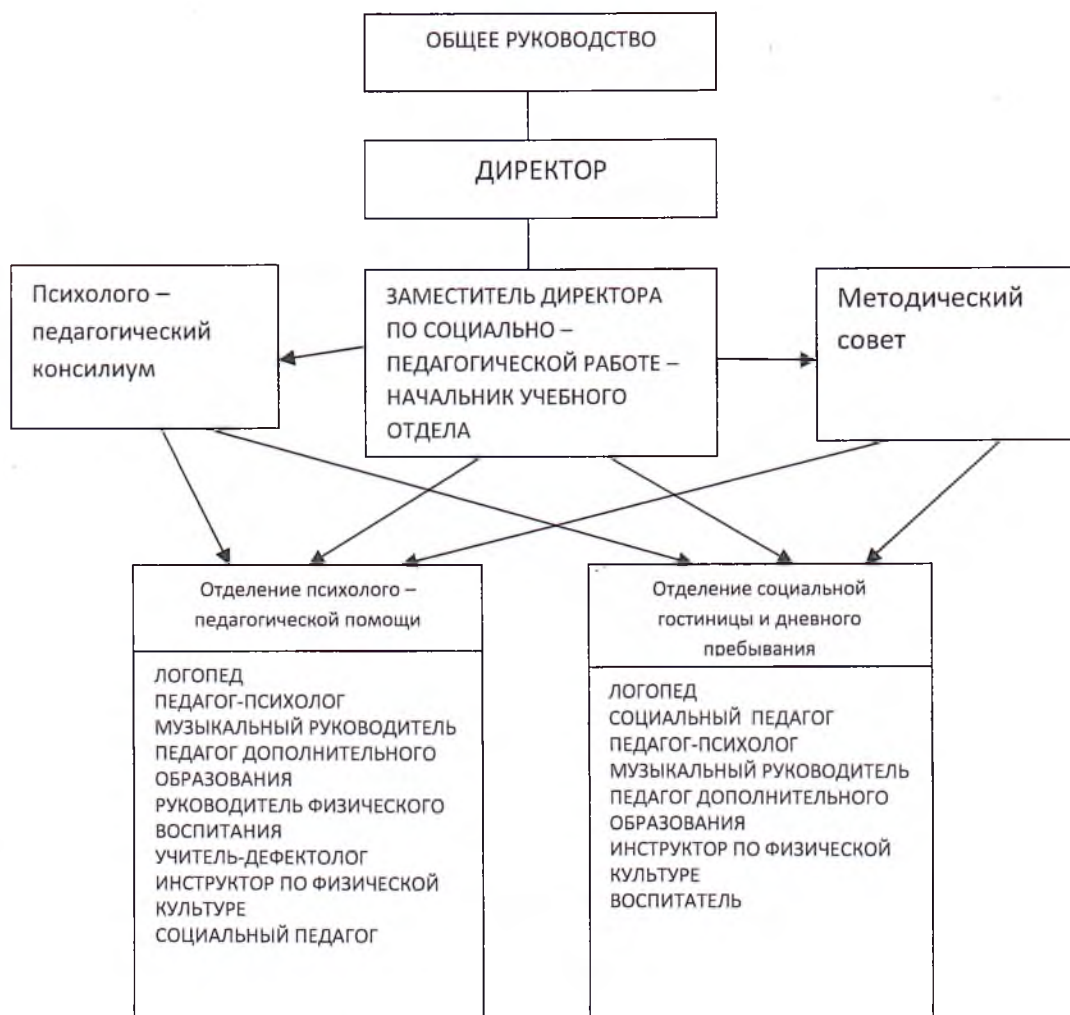 ОБЩЕЕ РУКОВОДСТВО
ДИРЕКТОР
Психолого –
педагогический
консилиум
ЗАМЕСТИТЕЛЬ ДИРЕКТОРА
ПО СОЦИАЛЬНО –
ПЕДАГОГИЧЕСКОЙ РАБОТЕ –
НАЧАЛЬНИК УЧЕБНОГО
ОТДЕЛА
Методический
совет
Отделение психолого –
педагогической помощи
ЛОГОПЕД
ПЕДАГОГ-ПСИХОЛОГ
МУЗЫКАЛЬНЫЙ РУКОВОДИТЕЛЬ
ПЕДАГОГ ДОПОЛНИТЕЛЬНОГО
ОБРАЗОВАНИЯ
РУКОВОДИТЕЛЬ ФИЗИЧЕСКОГО
ВОСПИТАНИЯ
УЧИТЕЛЬ-ДЕФЕКТОЛОГ
ИНСТРУКТОР ПО ФИЗИЧЕСКОЙ
КУЛЬТУРЕ
СОЦИАЛЬНЫЙ ПЕДАГОГ
Отделение социальной
гостиницы и дневного
пребывания
ЛОГОПЕД
СОЦИАЛЬНЫЙ ПЕДАГОГ
ПЕДАГОГ-ПСИХОЛОГ
МУЗЫКАЛЬНЫЙ РУКОВОДИТЕЛЬ
ПЕДАГОГ ДОПОЛНИТЕЛЬНОГО
ОБРАЗОВАНИЯ
ИНСТРУКТОР ПО ФИЗИЧЕСКОЙ
КУЛЬТУРЕ
ВОСПИТАТЕЛЬ